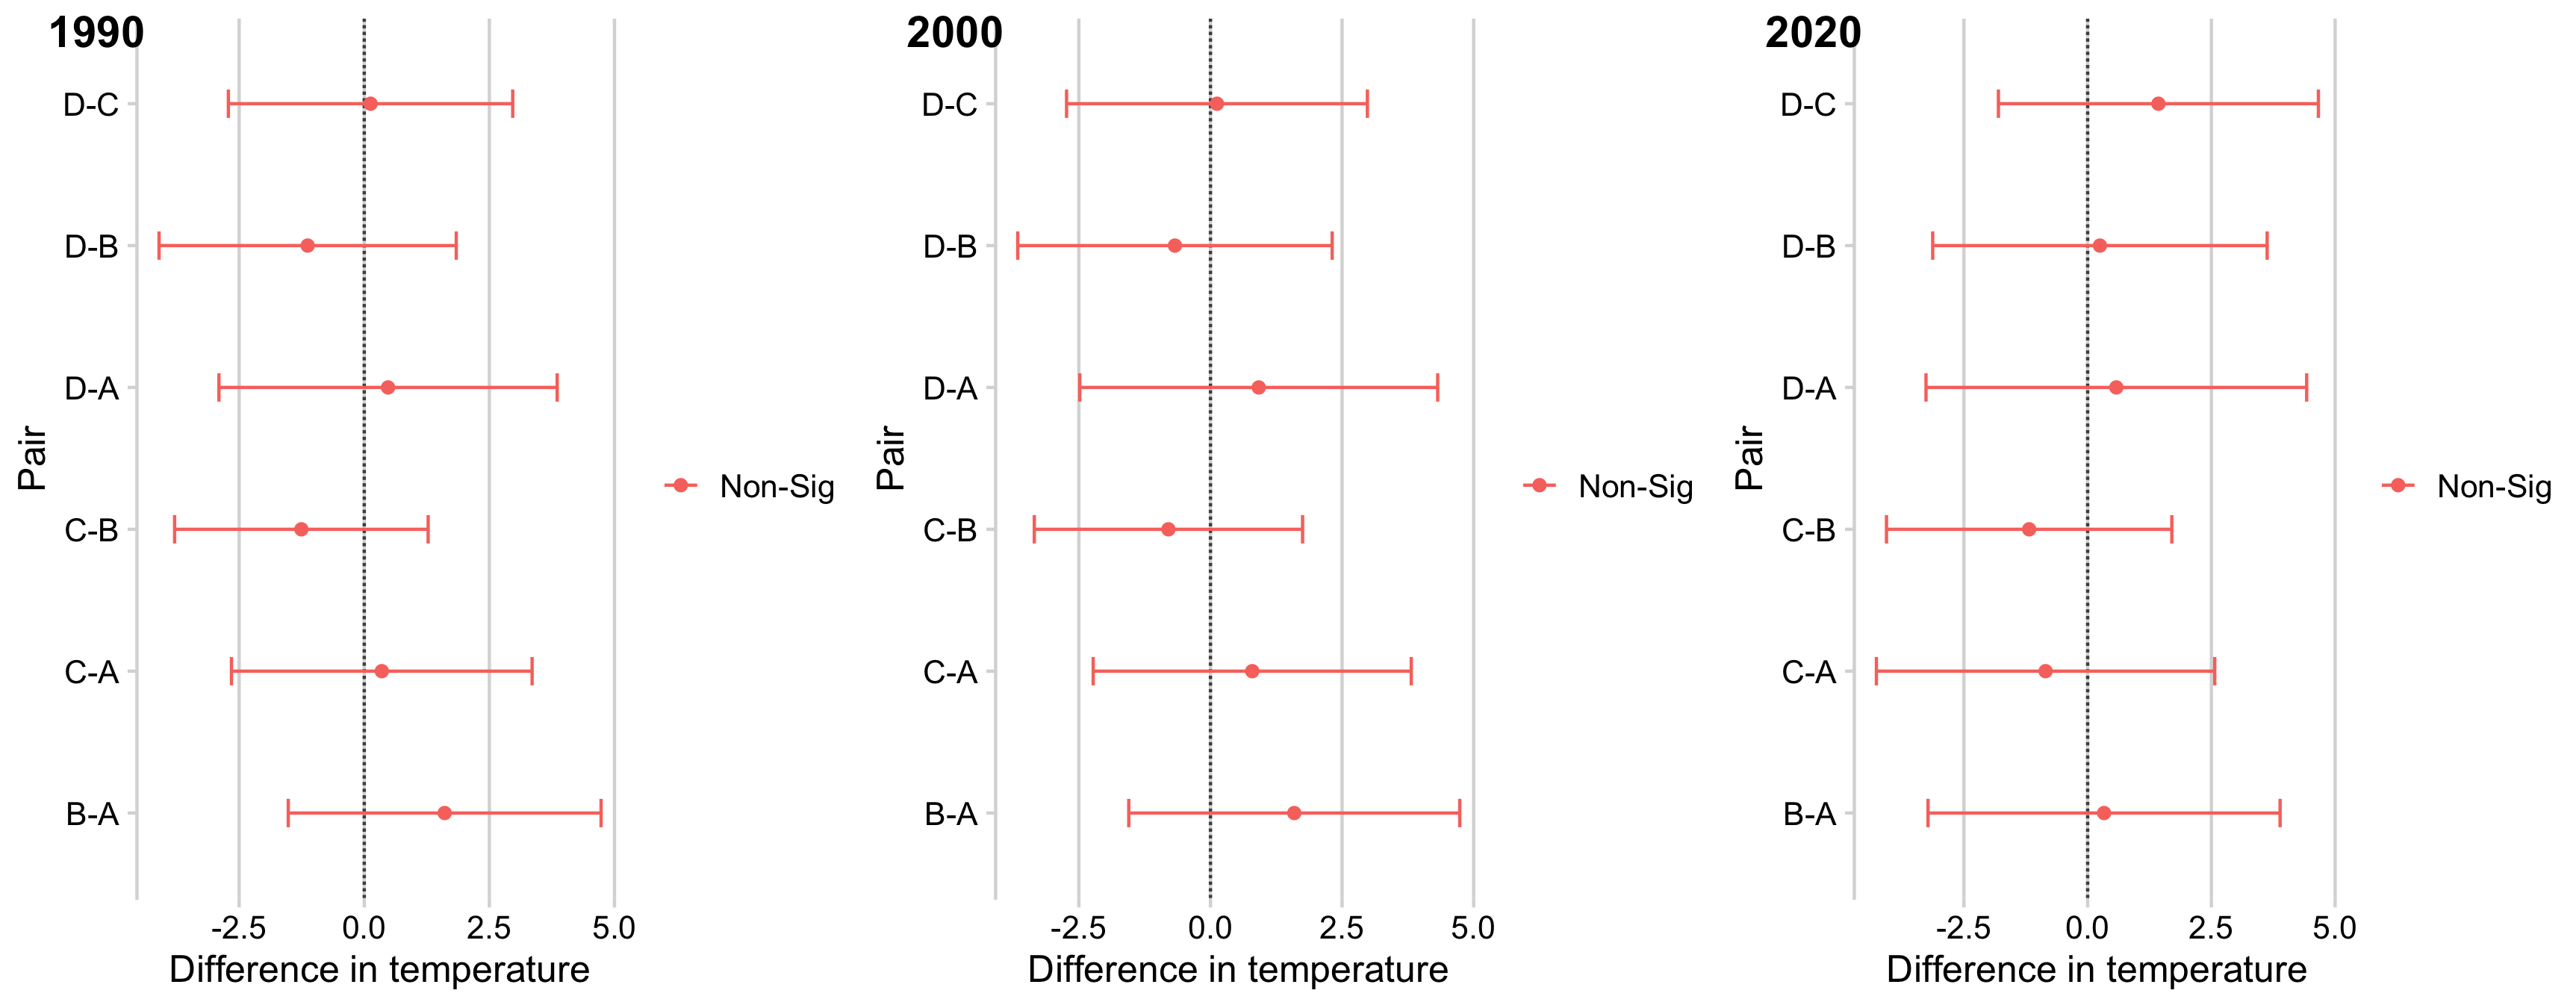 1990
D-C
D-B
D-A
C-B
C-A
B-A
Pair
-2.5 0.0 2.5 5.0
Difference in temperature
Non-Sig
2000
D-C
D-B
D-A
C-B
C-A
B-A
Pair
-2.5 0.0 2.5 5.0
Difference in temperature
Non-Sig
2020
D-C
D-B
D-A
C-B
C-A
B-A
Pair
-2.5 0.0 2.5 5.0
Difference in temperature
Non-Sig